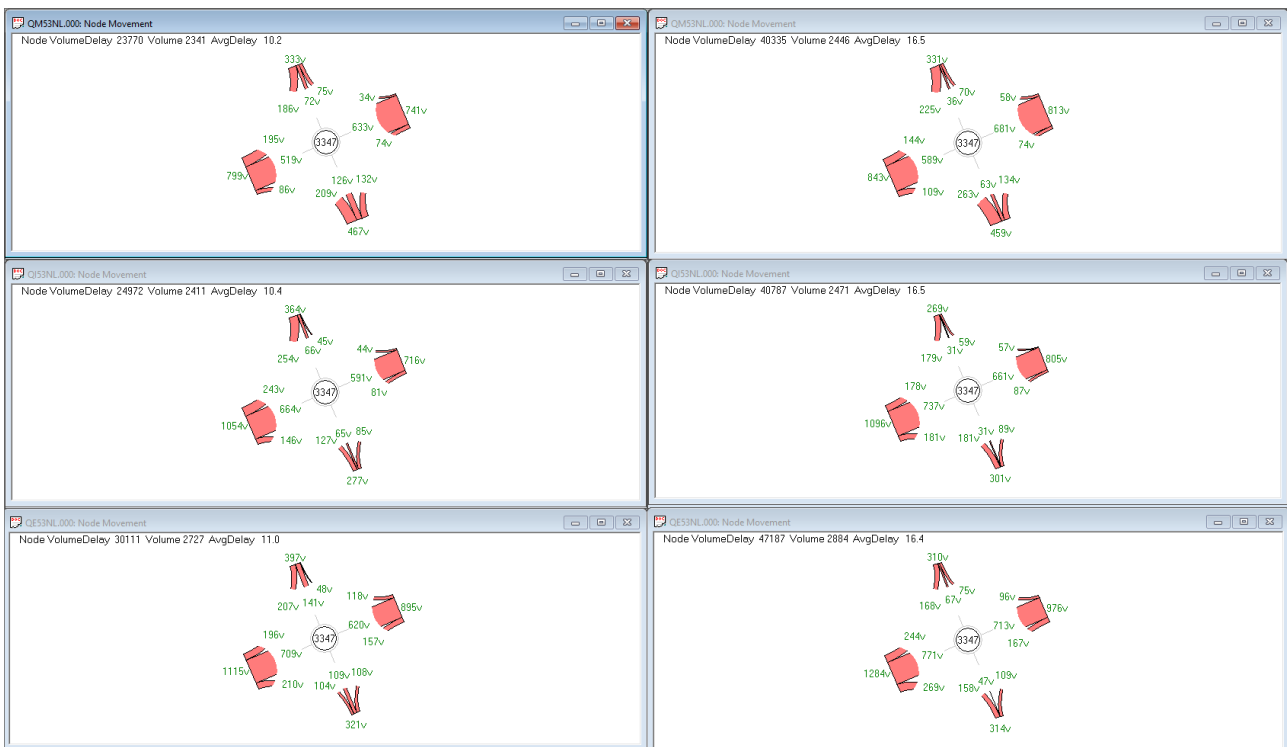 QM53NL.000: Node Movement
Node VolumeDelay 23770 Volume 2341 AvgDelay 10.2
333v
75v
72v
186v
34v
741v
633v
74v
195v
3347
519v
799v
86v
126v 132v
209v
467v
QM53NL.000: Node Movement
Node VolumeDelay 40335 Volume 2446 AvgDelay 16.5
331v
70v
36v
225v
58v
813v
681v
74v
144v
3347
589v
843v
109v
63v 134v
263v
459v
QI53NL.000: Node Movement
Node VolumeDelay 24972 Volume 2411 AvgDelay 10.4
364v
45v
66v
254v
44v
716v
591v
81v
243v
3347
664v
1054v
146v
65v 85v
127v
277v
QI53NL.000: Node Movement
Node VolumeDelay 40787 Volume 2471 AvgDelay 16.5
269v
59v
31v
179v
57v
805v
661v
87v
178v
3347
737v
1096v
181v
31v 89v
181v
301v
QE53NL.000: Node Movement
Node VolumeDelay 30111 Volume 2727 AvgDelay 11.0
397v
48v
141v
207v
118v
895v
620v
157v
196v
3347
709v
1115v
210v
109v 108v
104v
321v
QE53NL.000: Node Movement
Node VolumeDelay 47187 Volume 2884 AvgDelay 16.4
310v
75v
67v
168v
96v
976v
713v
167v
244v
3347
771v
1284v
269v
47v 109v
158v
314v